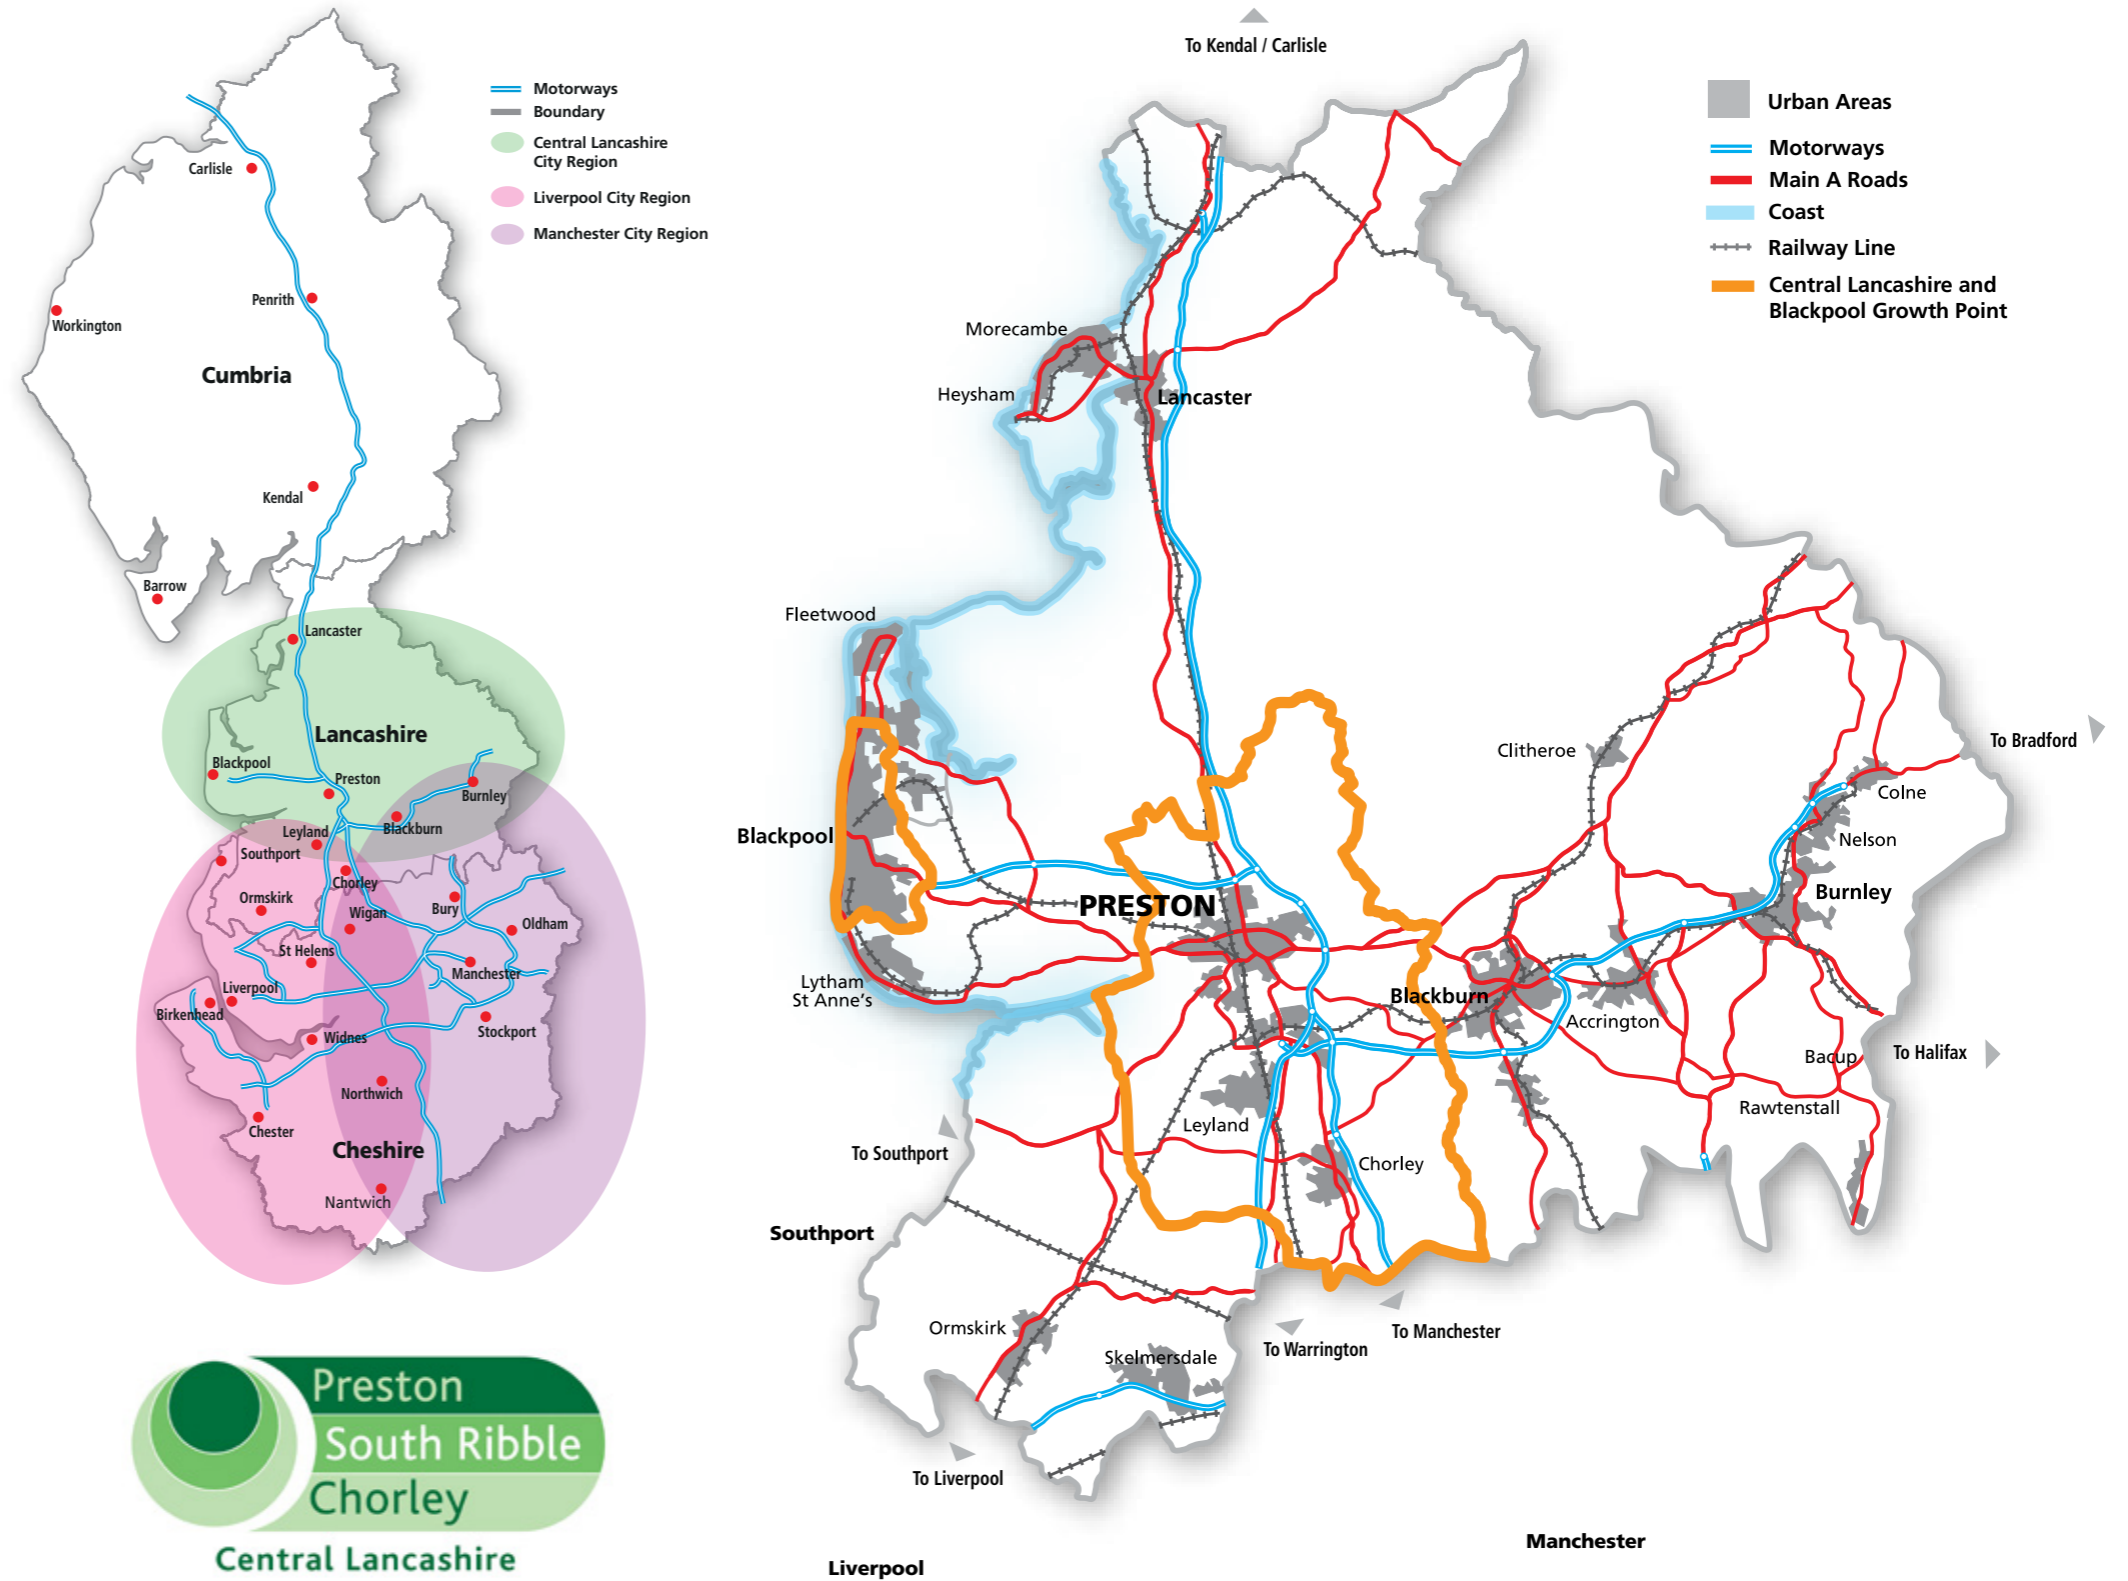 Motorways
Boundary
Central Lancashire
City Region
Liverpool City Region
Manchester City Region
Carlisle
Penrith
Workington
Cumbria
Kendal
Barrow
Lancaster
Lancashire
Blackpool
Preston
Burnley
Leyland
Blackburn
Southport
Chorley
Ormskirk
Wigan
Bury
Oldham
St Helens
Manchester
Liverpool
Birkenhead
Widnes
Stockport
Northwich
Chester
Cheshire
Nantwich
Preston
South Ribble
Chorley
Central Lancashire
To Kendal / Carlisle
Urban Areas
Motorways
Main A Roads
Coast
Railway Line
Central Lancashire and
Blackpool Growth Point
Morecambe
Heysham
Lancaster
Fleetwood
Clitheroe
To Bradford
Colne
Blackpool
Nelson
Burnley
PRESTON
Lytham
St Anne's
Blackburn
Accrington
Bacup
To Halifax
Rawtenstall
Leyland
To Southport
Chorley
Southport
Ormskirk
To Warrington
To Manchester
Skelmersdale
To Liverpool
Manchester
Liverpool